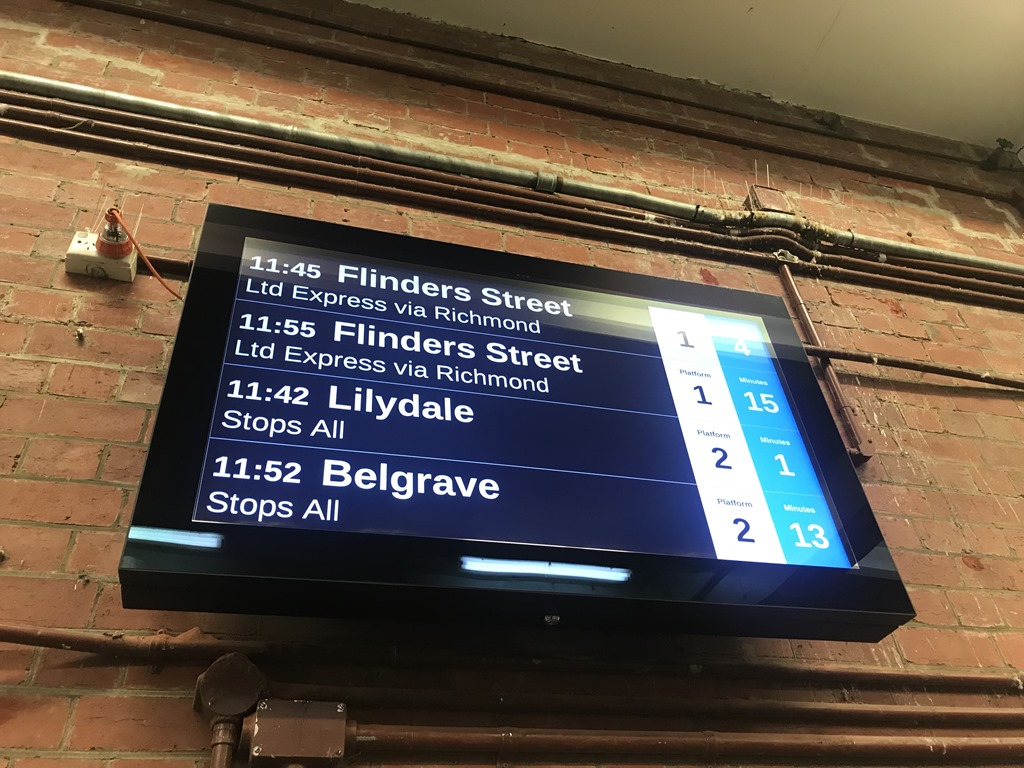 11:45 Flinders Street
Ltd Express via Richmond
1
4
11:55 Flinders Street
Ltd Express via Richmond
Platform
1
Minutes
15
11:42 Lilydale
Stops All
Platform
2
Minutes
1
11:52 Belgrave
Stops All
Platform
2
Minutes
13